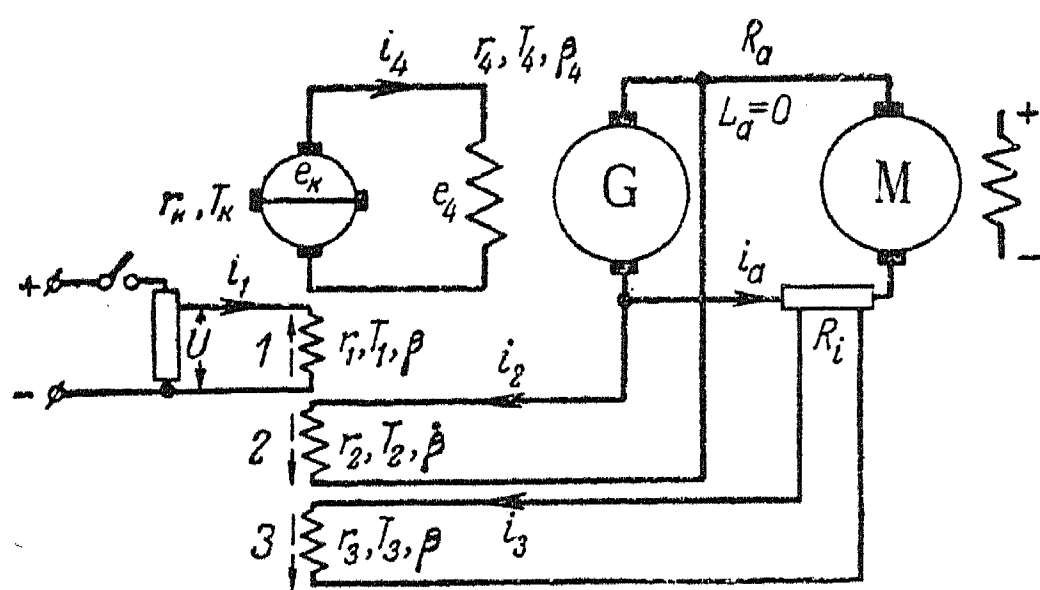 i₄
r₄, T₄, β₄
Rₐ
Lₐ=0
+
eₖ
G
M
rₖ, Tₖ
e₄
−
+
i₁
iₐ
U
1
r₁, T₁, β
Rᵢ
i₂
−
2
r₂, T₂, β
3
r₃, T₃, β
i₃